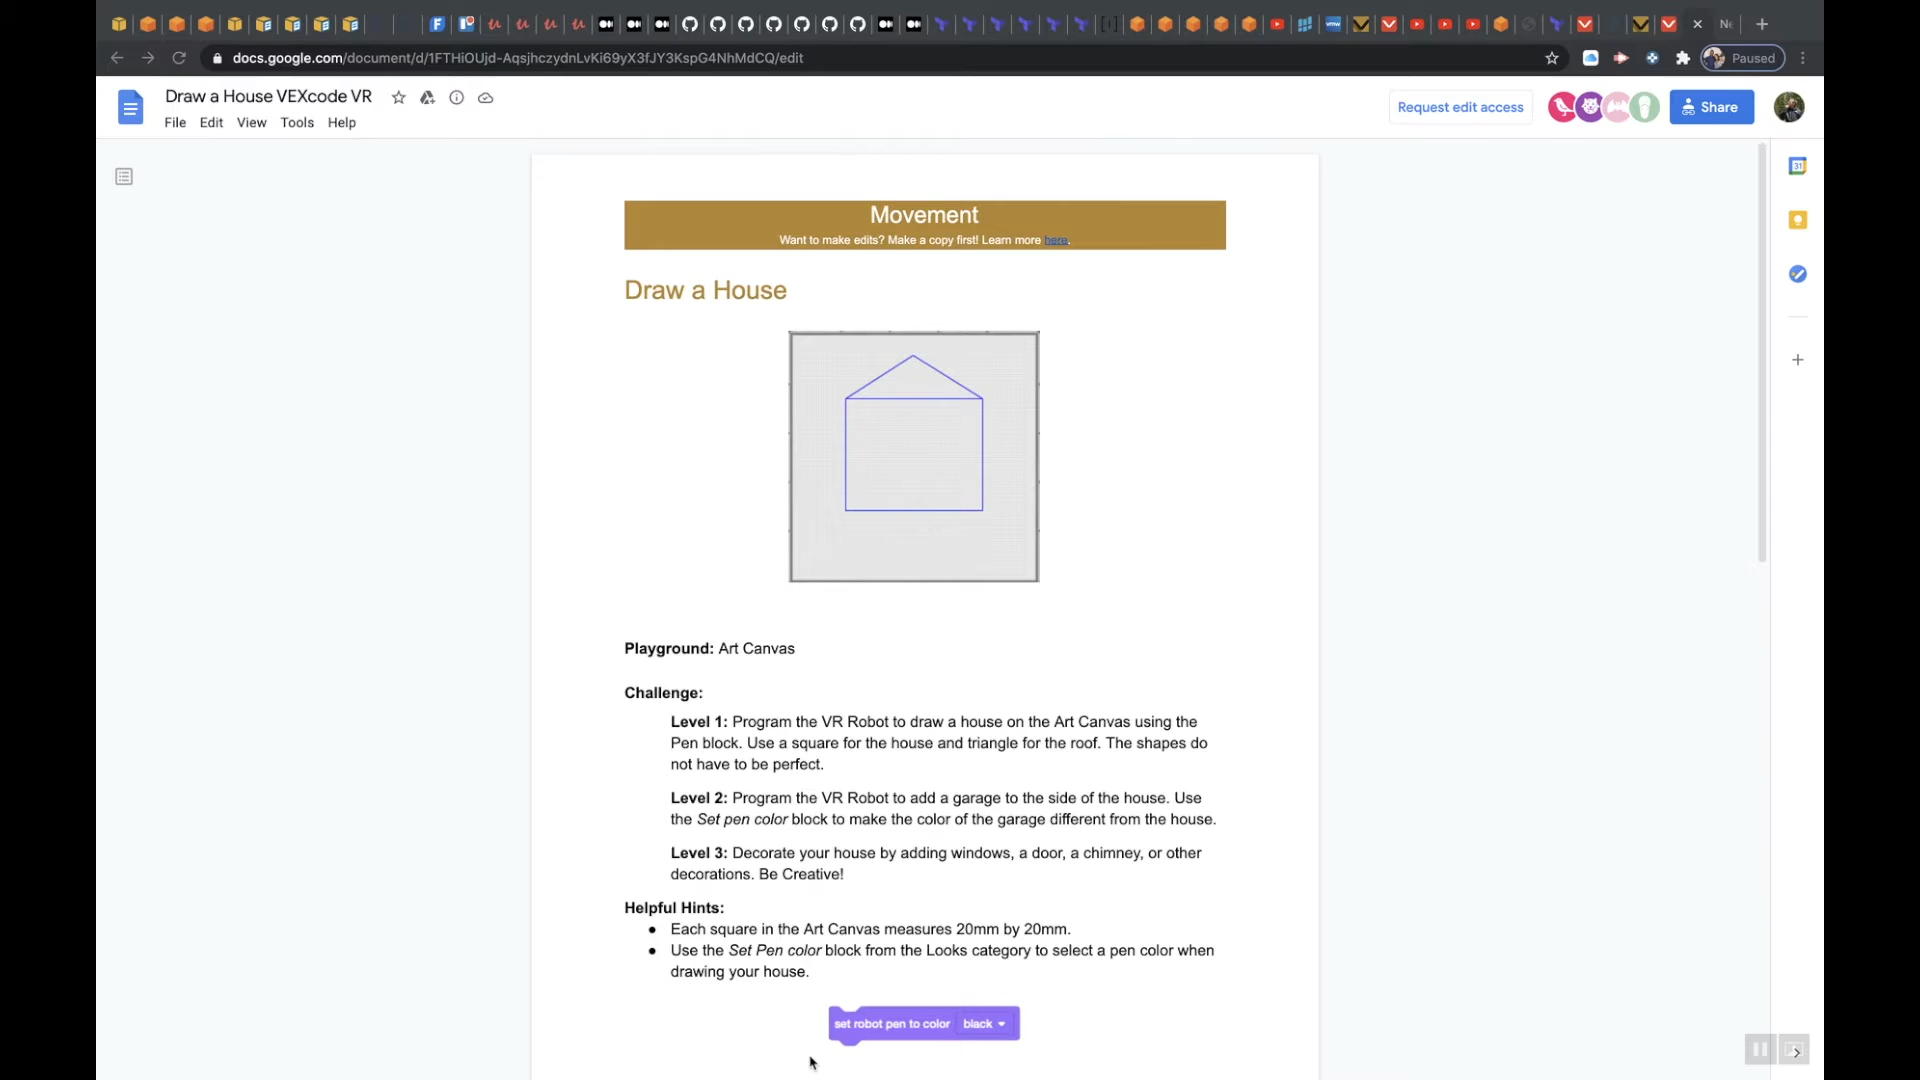 docs.google.com/document/d/1FTHiOUjd-AqsjhczydnLvKi69yX3fJY3KspG4NhMdCQ/edit
Paused
Draw a House VEXcode VR
File Edit View Tools Help
Request edit access
Share
Movement
Want to make edits? Make a copy first! Learn more here.
Draw a House
Playground: Art Canvas
Challenge:
Level 1: Program the VR Robot to draw a house on the Art Canvas using the
Pen block. Use a square for the house and triangle for the roof. The shapes do
not have to be perfect.
Level 2: Program the VR Robot to add a garage to the side of the house. Use
the Set pen color block to make the color of the garage different from the house.
Level 3: Decorate your house by adding windows, a door, a chimney, or other
decorations. Be Creative!
Helpful Hints:
● Each square in the Art Canvas measures 20mm by 20mm.
● Use the Set Pen color block from the Looks category to select a pen color when
drawing your house.
set robot pen to color black